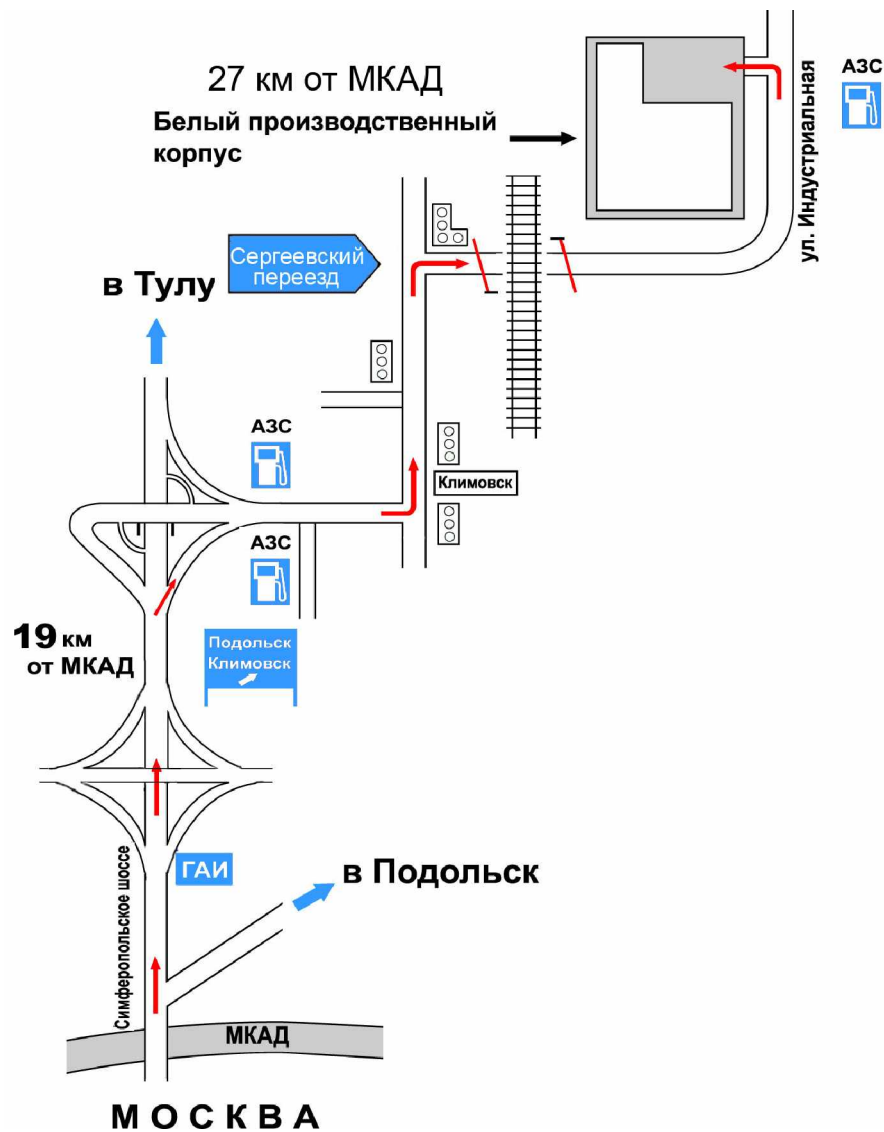 27 км от МКАД
Белый производственный
корпус
АЗС
ул. Индустриальная
Сергеевский
переезд
в Тулу
АЗС
Климовск
АЗС
19 км
от МКАД
Подольск
Климовск
Симферопольское шоссе
ГАИ
в Подольск
МКАД
МОСКВА